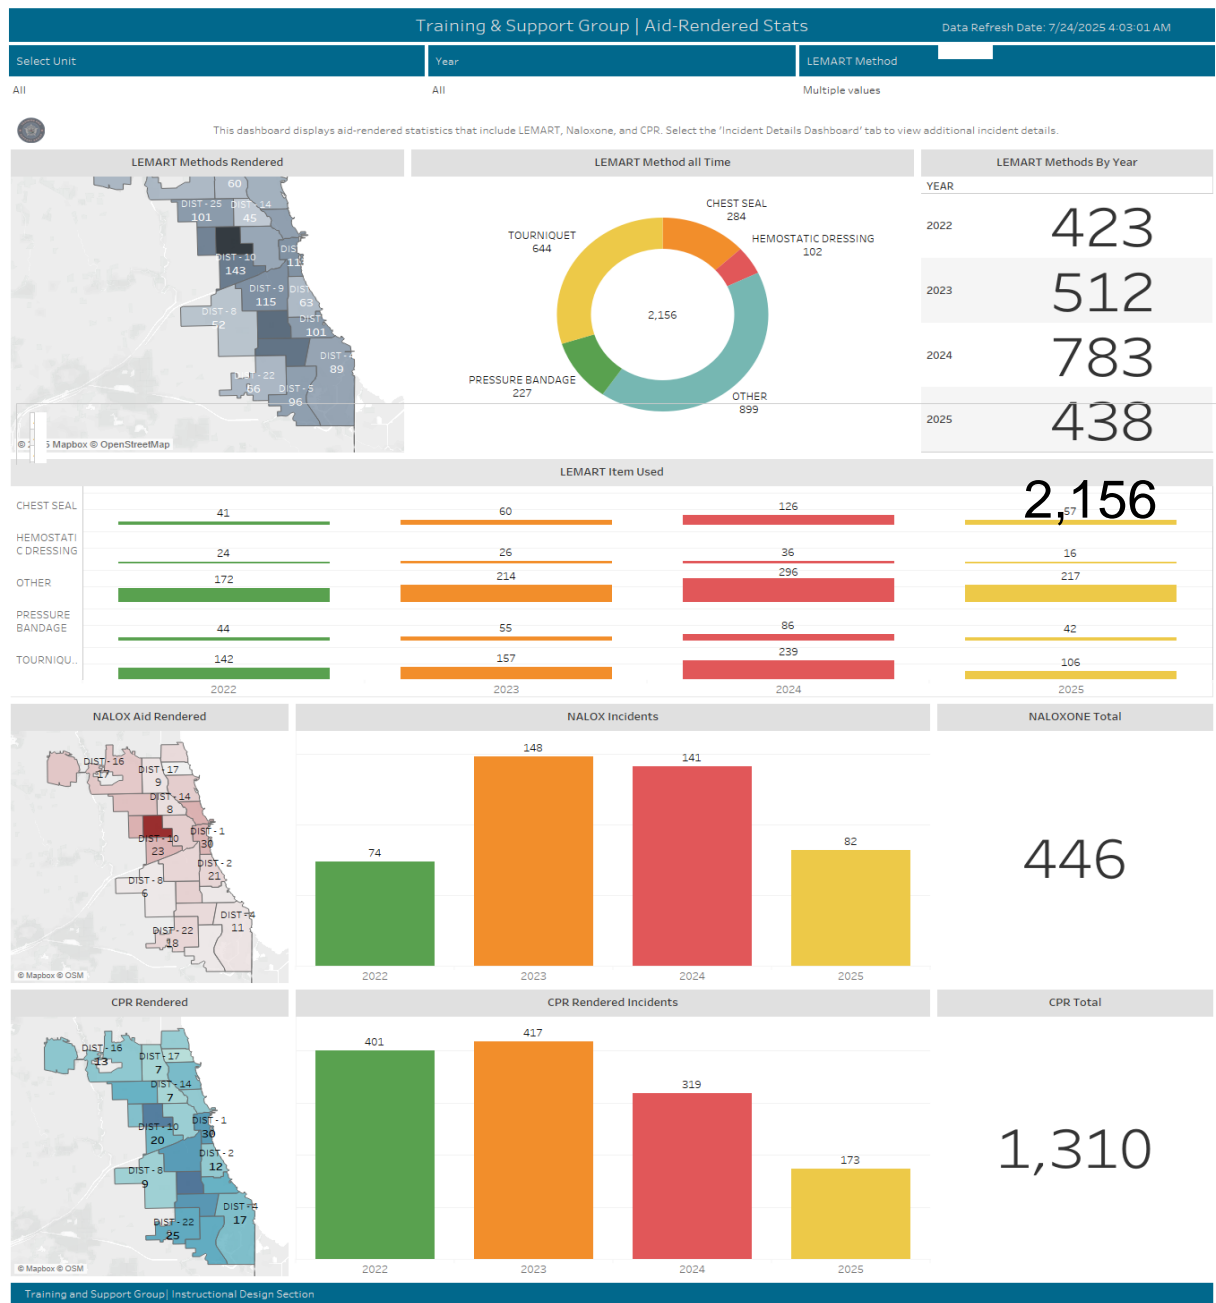 Training & Support Group | Aid-Rendered Stats
Data Refresh Date: 7/24/2025 4:03:01 AM
Select Unit
Year
LEMART Method
All
All
Multiple values
This dashboard displays aid-rendered statistics that include LEMART, Naloxone, and CPR. Select the 'Incident Details Dashboard' tab to view additional incident details.
LEMART Methods Rendered
60
DIST - 25
101
DIST - 14
45
DIST - 10
143
DIS
11
DIST - 9
115
DIST
63
DIST - 8
52
DIST
101
DIST -
89
- 22
66
DIST - 5
96
5 Mapbox © OpenStreetMap
LEMART Method all Time
CHEST SEAL
284
HEMOSTATIC DRESSING
102
TOURNIQUET
644
2,156
PRESSURE BANDAGE
227
OTHER
899
LEMART Methods By Year
YEAR
2022
423
2023
512
2024
783
2025
438
2,156
LEMART Item Used
CHEST SEAL
41
60
126
57
HEMOSTATI
C DRESSING
24
26
36
16
OTHER
172
214
296
217
PRESSURE
BANDAGE
44
55
86
42
TOURNIQU..
142
157
239
106
2022
2023
2024
2025
NALOX Aid Rendered
DIST - 16
17
DIST - 17
9
DIST - 14
8
DIST - 1
30
DIST - 10
23
DIST - 2
21
DIST - 8
6
DIST - 4
11
DIST - 22
18
© Mapbox © OSM
NALOX Incidents
74
148
141
82
2022
2023
2024
2025
NALOXONE Total
446
CPR Rendered
DIST - 16
13
DIST - 17
7
DIST - 14
7
DIST - 1
30
DIST - 10
20
DIST - 2
12
DIST - 8
9
DIST - 4
17
DIST - 22
25
© Mapbox © OSM
CPR Rendered Incidents
401
417
319
173
2022
2023
2024
2025
CPR Total
1,310
Training and Support Group| Instructional Design Section